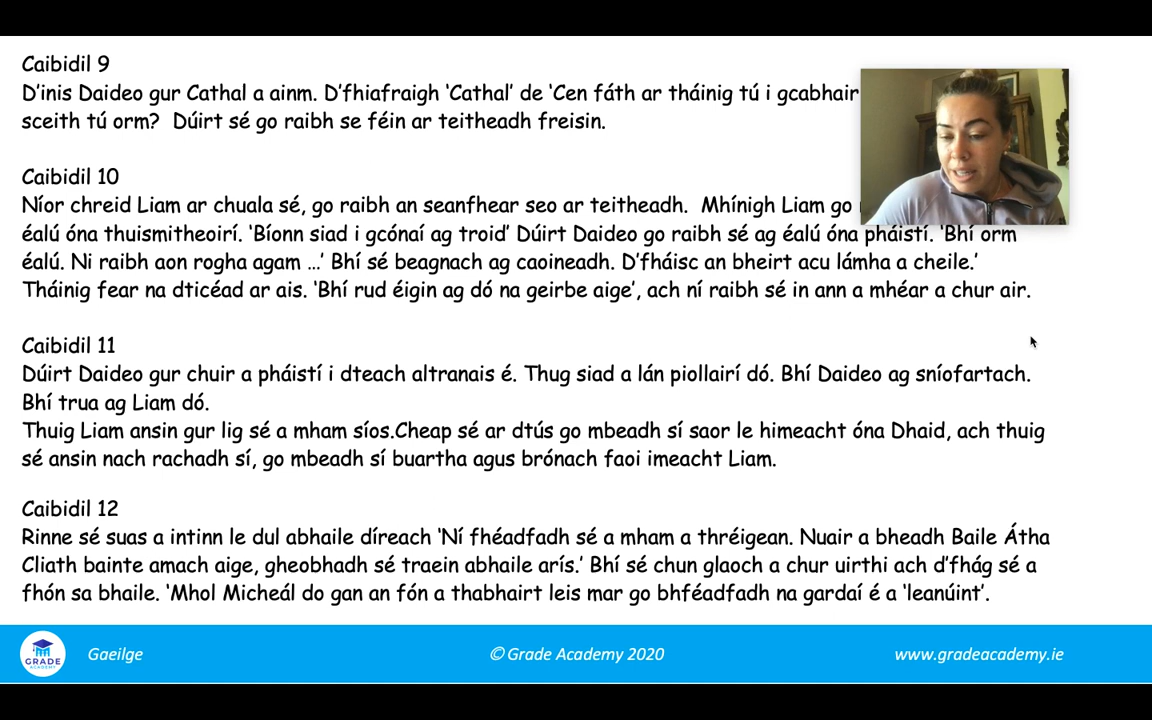 Caibidil 9
D'inis Daideo gur Cathal a ainm. D'fhiafraigh 'Cathal' de 'Cen fáth ar tháinig tú i gcabhair
sceith tú orm? Dúirt sé go raibh se féin ar teitheadh freisin.
Caibidil 10
Níor chreid Liam ar chuala sé, go raibh an seanfhear seo ar teitheadh. Mhínigh Liam go
éalú óna thuismitheoirí. 'Bíonn siad i gcónaí ag troid' Dúirt Daideo go raibh sé ag éalú óna pháistí. 'Bhí orm
éalú. Ni raibh aon rogha agam ...' Bhí sé beagnach ag caoineadh. D'fháisc an bheirt acu lámha a cheile.'
Tháinig fear na dticéad ar ais. 'Bhí rud éigin ag dó na geirbe aige', ach ní raibh sé in ann a mhéar a chur air.
Caibidil 11
Dúirt Daideo gur chuir a pháistí i dteach altranais é. Thug siad a lán piollairí dó. Bhí Daideo ag sníofartach.
Bhí trua ag Liam dó.
Thuig Liam ansin gur lig sé a mham síos.Cheap sé ar dtús go mbeadh sí saor le himeacht óna Dhaid, ach thuig
sé ansin nach rachadh sí, go mbeadh sí buartha agus brónach faoi imeacht Liam.
Caibidil 12
Rinne sé suas a intinn le dul abhaile díreach 'Ní fhéadfadh sé a mham a thréigean. Nuair a bheadh Baile Átha
Cliath bainte amach aige, gheobhadh sé traein abhaile arís.' Bhí sé chun glaoch a chur uirthi ach d'fhág sé a
fhón sa bhaile. 'Mhol Micheál do gan an fón a thabhairt leis mar go bhféadfadh na gardaí é a 'leanúint'.
GRADE
ACADEMY
Gaeilge
© Grade Academy 2020
www.gradeacademy.ie